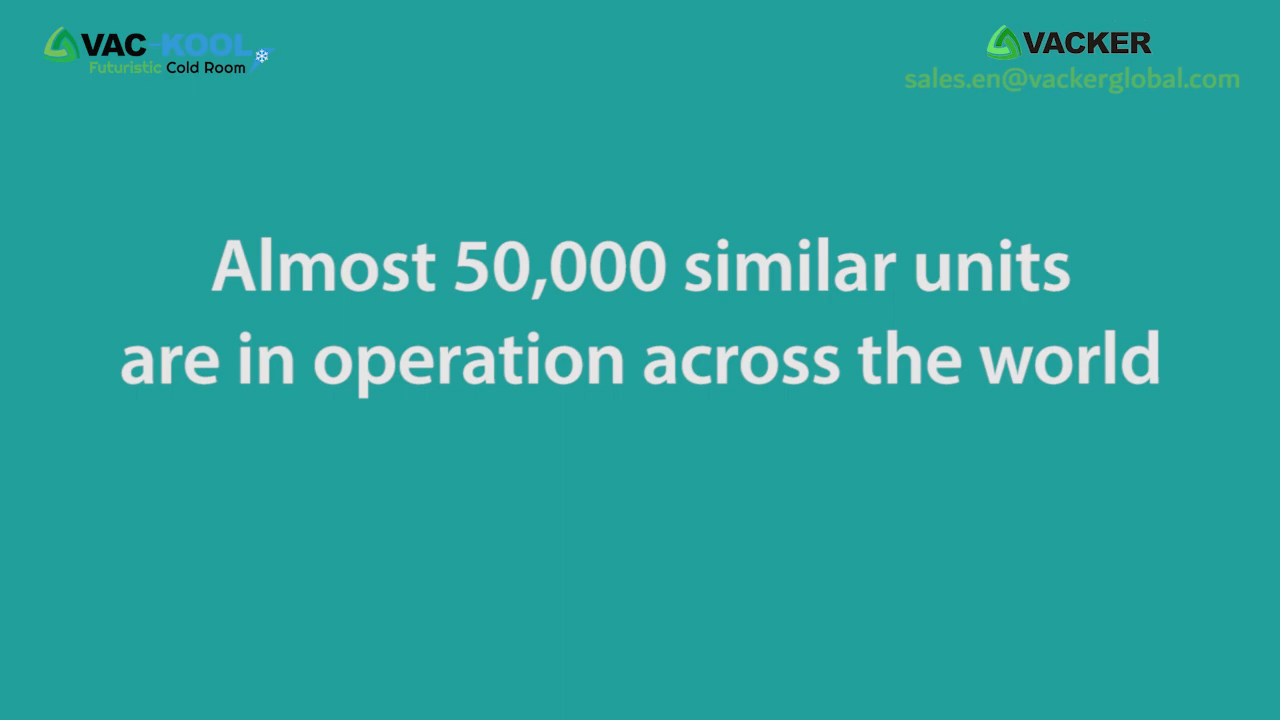 VAC-KOOL
Futuristic Cold Room
VACKER
sales.en@vackerglobal.com
Almost 50,000 similar units
are in operation across the world